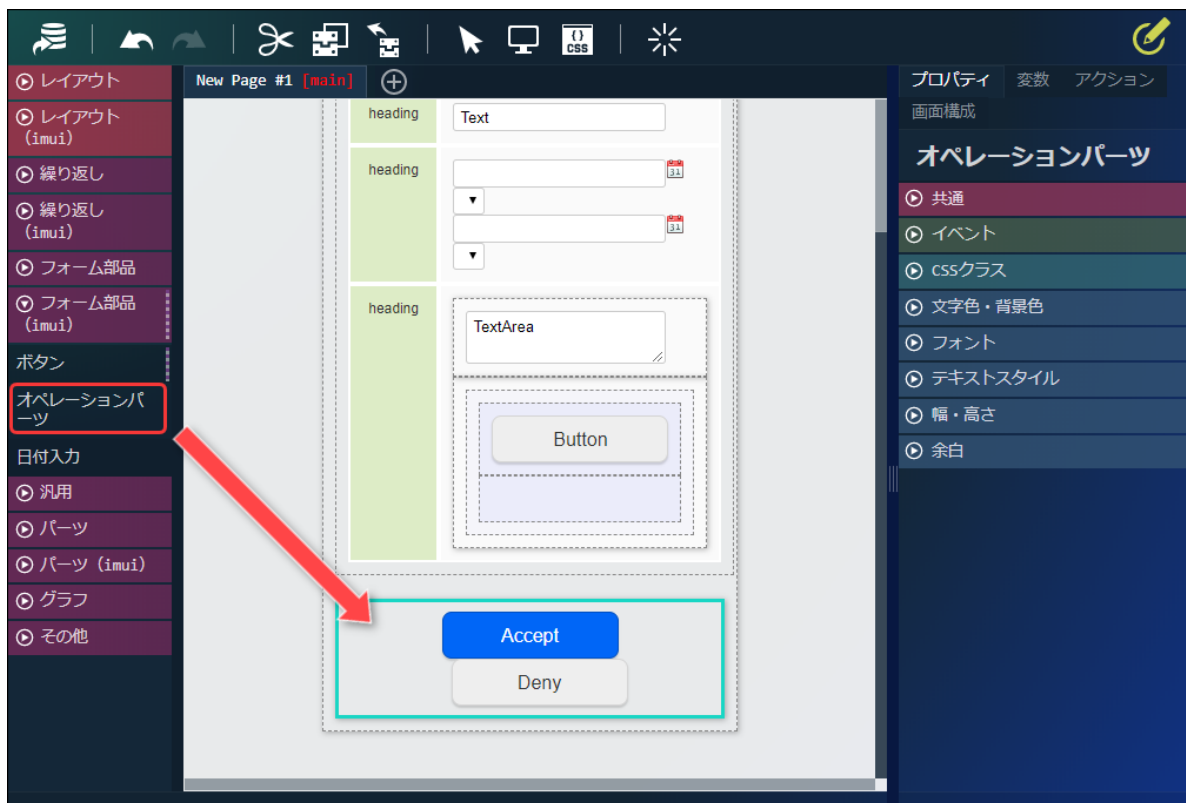 {}
CSS
レイアウト
レイアウト
(imui)
繰り返し
繰り返し
(imui)
フォーム部品
フォーム部品
(imui)
ボタン
オペレーションパ
ーツ
日付入力
汎用
パーツ
パーツ (imui)
グラフ
その他
New Page #1 [main]
heading
Text
heading
31
31
heading
TextArea
Button
Accept
Deny
プロパティ 変数 アクション
画面構成
オペレーションパーツ
共通
イベント
CSSクラス
文字色・背景色
フォント
テキストスタイル
幅・高さ
余白